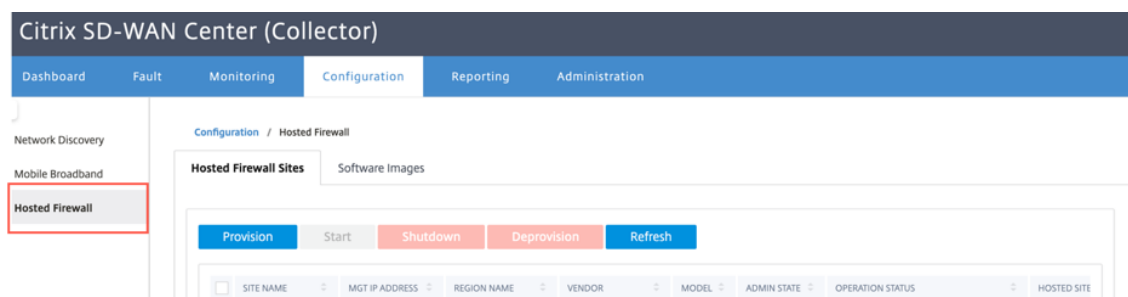 Citrix SD-WAN Center (Collector)
Dashboard Fault Monitoring Configuration Reporting Administration
Network Discovery
Mobile Broadband
Hosted Firewall
Configuration / Hosted Firewall
Hosted Firewall Sites Software Images
Provision Start Shutdown Deprovision Refresh
SITE NAME MGT IP ADDRESS REGION NAME VENDOR MODEL ADMIN STATE OPERATION STATUS HOSTED SITE